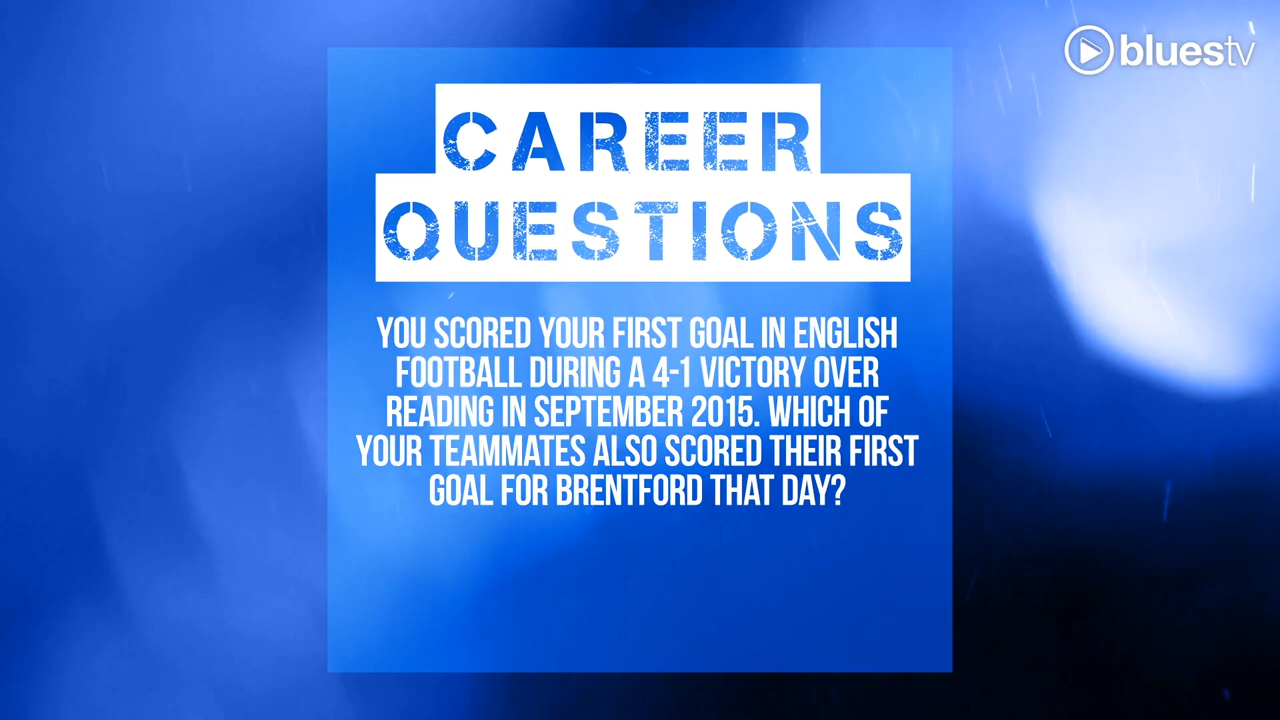 bluestv
CAREER
QUESTIONS
YOU SCORED YOUR FIRST GOAL IN ENGLISH
FOOTBALL DURING A 4-1 VICTORY OVER
READING IN SEPTEMBER 2015. WHICH OF
YOUR TEAMMATES ALSO SCORED THEIR FIRST
GOAL FOR BRENTFORD THAT DAY?